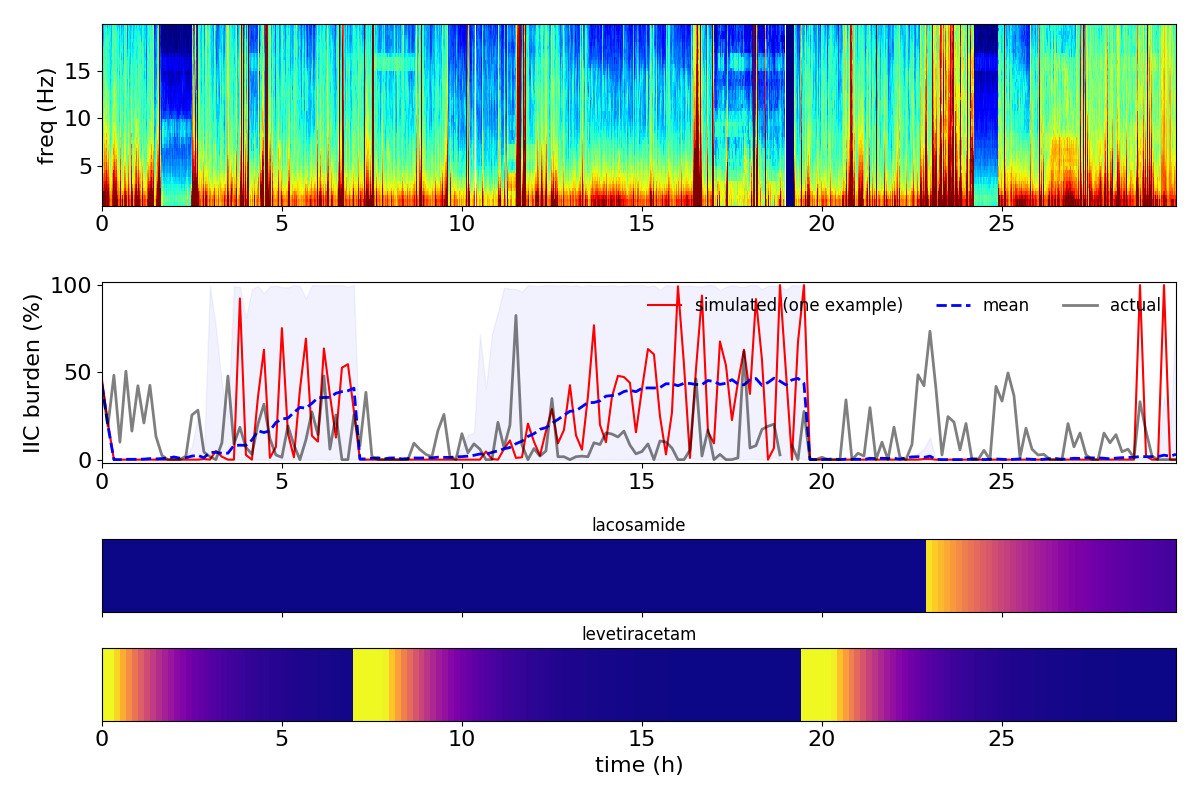 freq (Hz)
15
10
5
0 5 10 15 20 25
IIC burden (%)
100
50
0
simulated (one example) mean actual
0 5 10 15 20 25
lacosamide
levetiracetam
0 5 10 15 20 25
time (h)